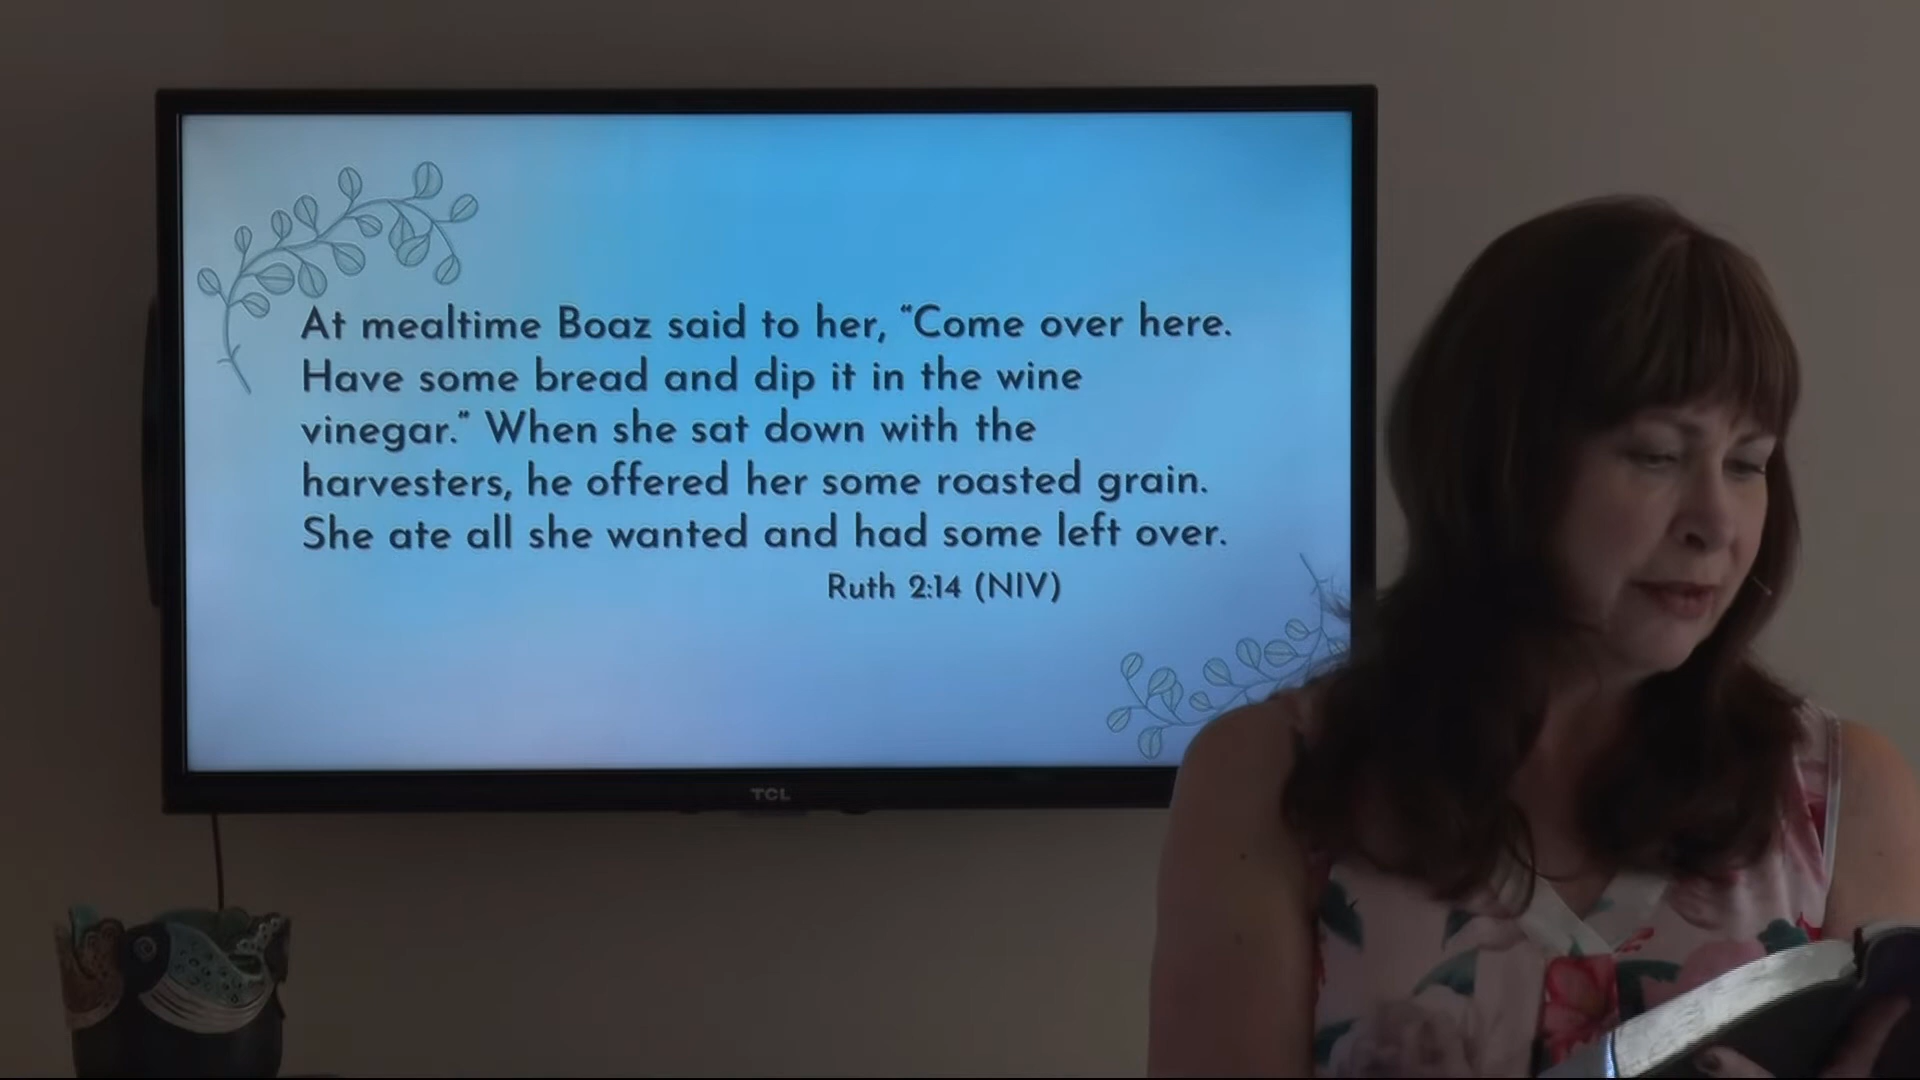 At mealtime Boaz said to her, “Come over here.
Have some bread and dip it in the wine
vinegar.” When she sat down with the
harvesters, he offered her some roasted grain.
She ate all she wanted and had some left over.
Ruth 2:14 (NIV)
TCL